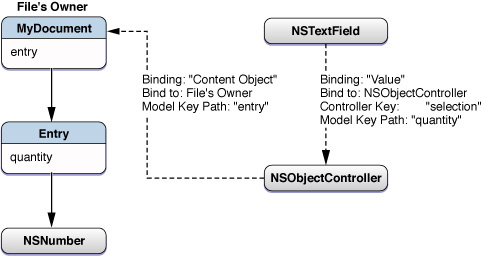 File's Owner
MyDocument
entry
NSTextField
Binding: "Content Object"
Bind to: File's Owner
Model Key Path: "entry"
Binding: "Value"
Bind to: NSObjectController
Controller Key: "selection"
Model Key Path: "quantity"
Entry
quantity
NSObjectController
NSNumber